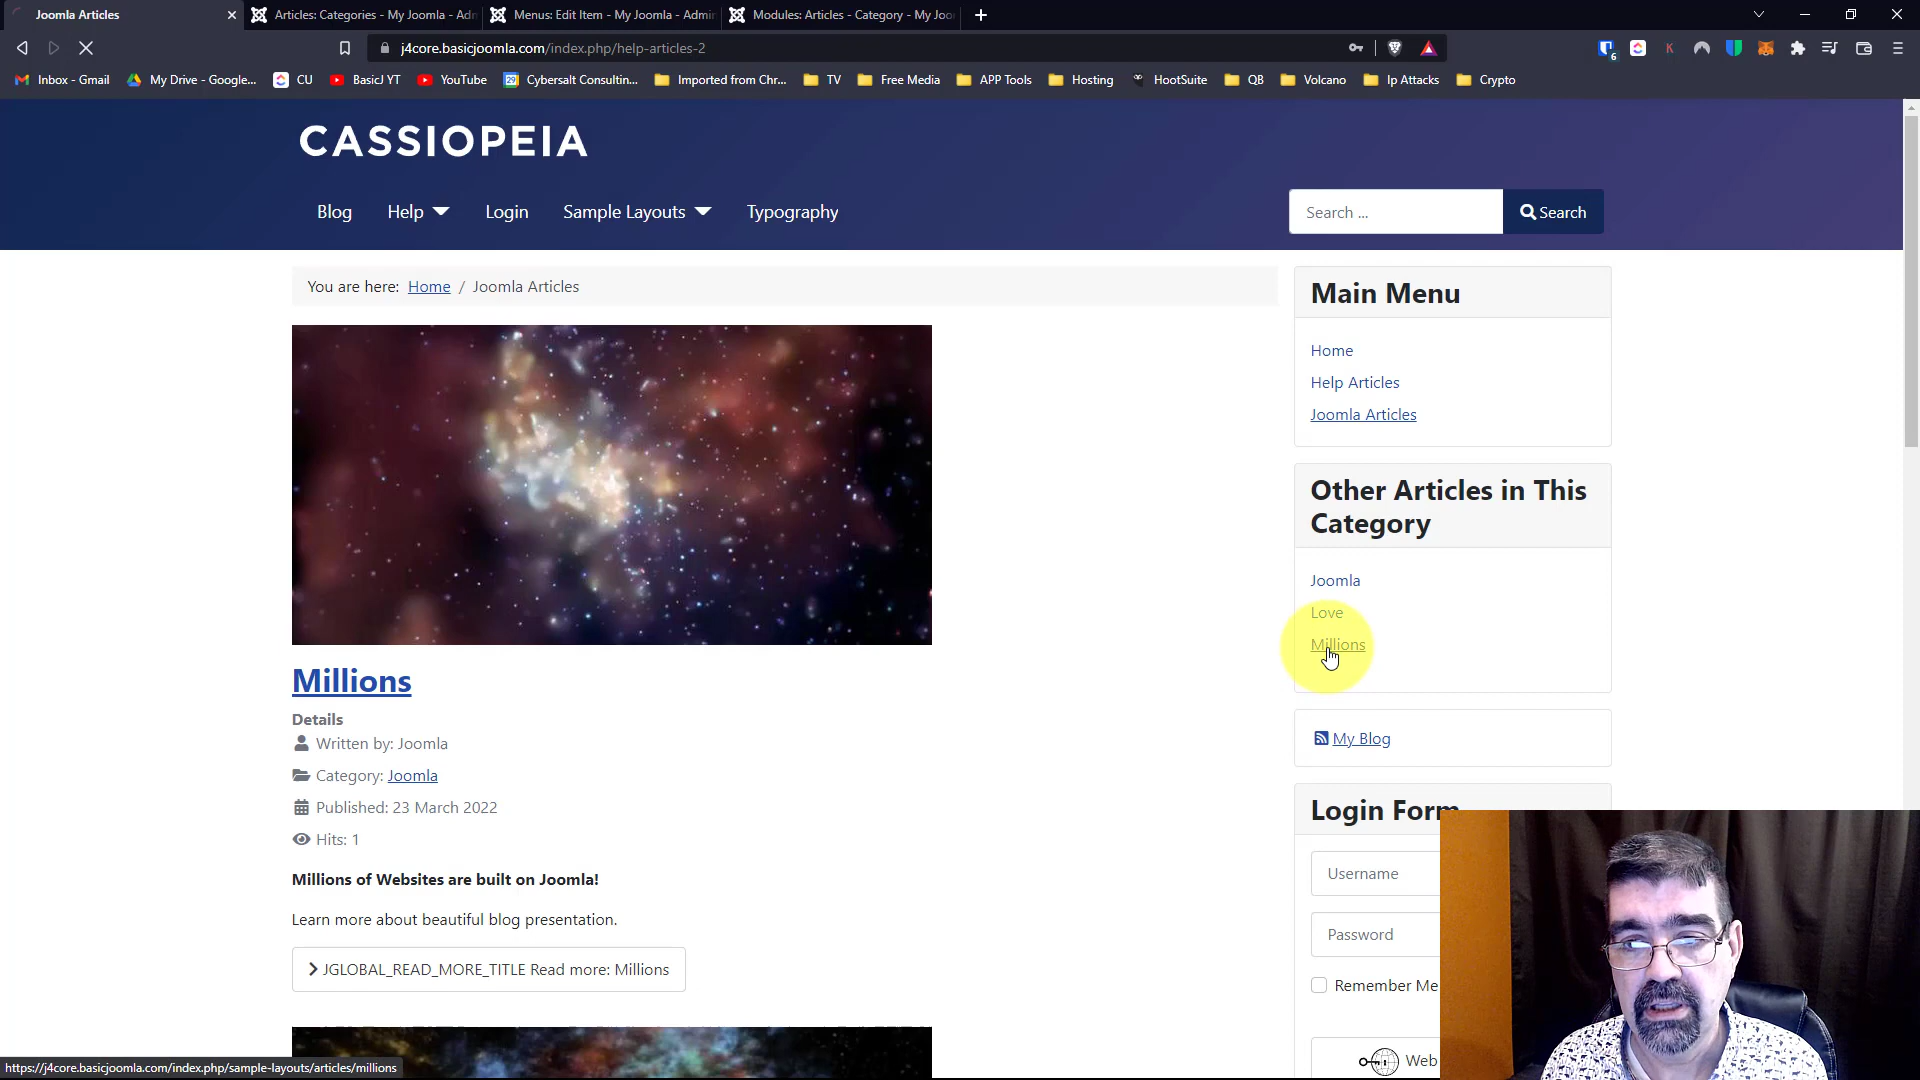 Joomla Articles
Articles: Categories - My Joomla - Adm
Menus: Edit Item - My Joomla - Admin
Modules: Articles - Category - My Joo
j4core.basicjoomla.com/index.php/help-articles-2
Inbox - Gmail
My Drive - Google...
CU
BasicJ YT
YouTube
Cybersalt Consultin...
Imported from Chr...
TV
Free Media
APP Tools
Hosting
HootSuite
QB
Volcano
Ip Attacks
Crypto
6
CASSIOPEIA
Blog
Help
Login
Sample Layouts
Typography
Search ...
Search
You are here: Home / Joomla Articles
Millions
Details
Written by: Joomla
Category: Joomla
Published: 23 March 2022
Hits: 1
Millions of Websites are built on Joomla!
Learn more about beautiful blog presentation.
JGLOBAL_READ_MORE_TITLE Read more: Millions
Main Menu
Home
Help Articles
Joomla Articles
Other Articles in This
Category
Joomla
Love
Millions
My Blog
Login Form
Username
Password
Remember Me
Web
https://j4core.basicjoomla.com/index.php/sample-layouts/articles/millions